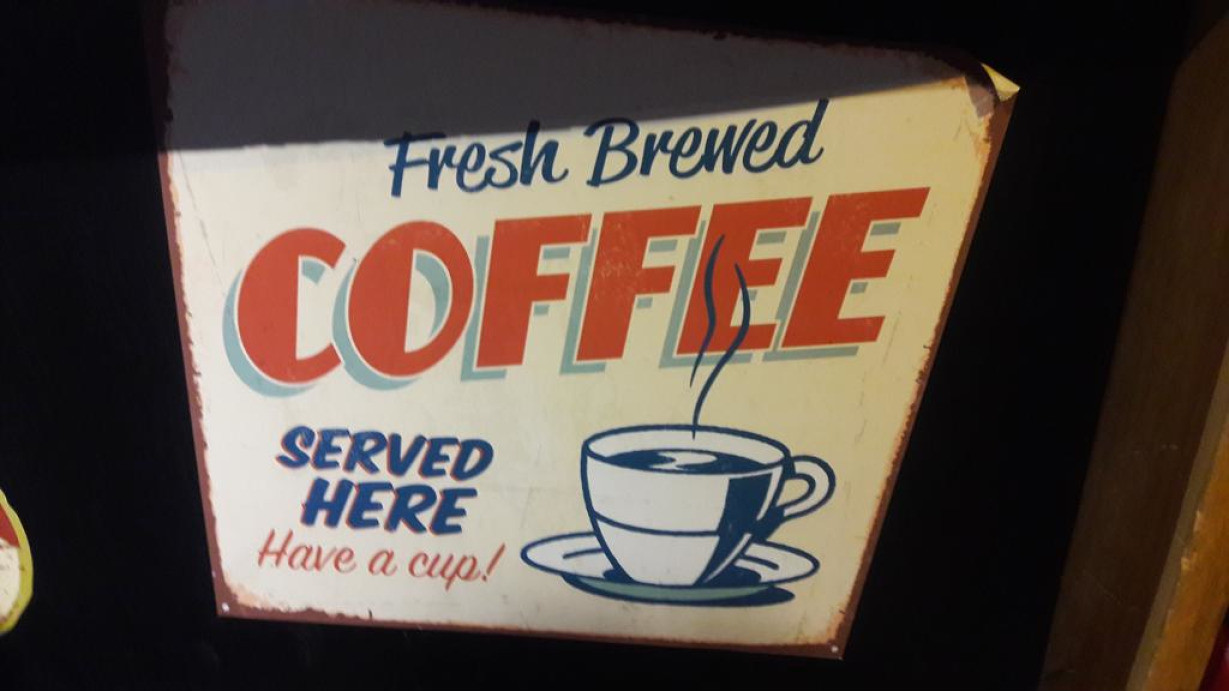 Fresh Brewed
COFFEE
SERVED
HERE
Have a cup!